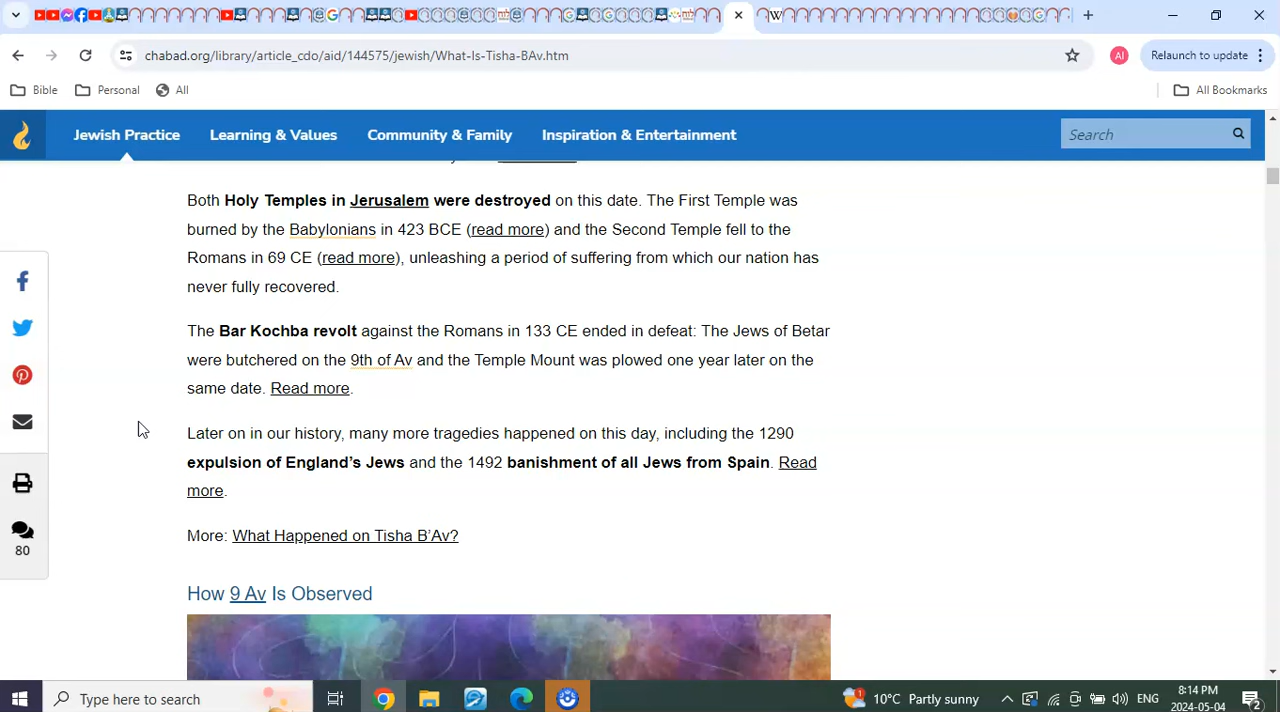 chabad.org/library/article_cdo/aid/144575/jewish/What-Is-Tisha-BAv.htm
AI
Relaunch to update
Bible
Personal
All
All Bookmarks
Jewish Practice
Learning & Values
Community & Family
Inspiration & Entertainment
Search
Both Holy Temples in Jerusalem were destroyed on this date. The First Temple was
burned by the Babylonians in 423 BCE (read more) and the Second Temple fell to the
Romans in 69 CE (read more), unleashing a period of suffering from which our nation has
never fully recovered.
The Bar Kochba revolt against the Romans in 133 CE ended in defeat: The Jews of Betar
were butchered on the 9th of Av and the Temple Mount was plowed one year later on the
same date. Read more.
Later on in our history, many more tragedies happened on this day, including the 1290
expulsion of England’s Jews and the 1492 banishment of all Jews from Spain. Read
more.
More: What Happened on Tisha B’Av?
80
How 9 Av Is Observed
Type here to search
1
10°C Partly sunny
ENG
8:14 PM
2024-05-04
2